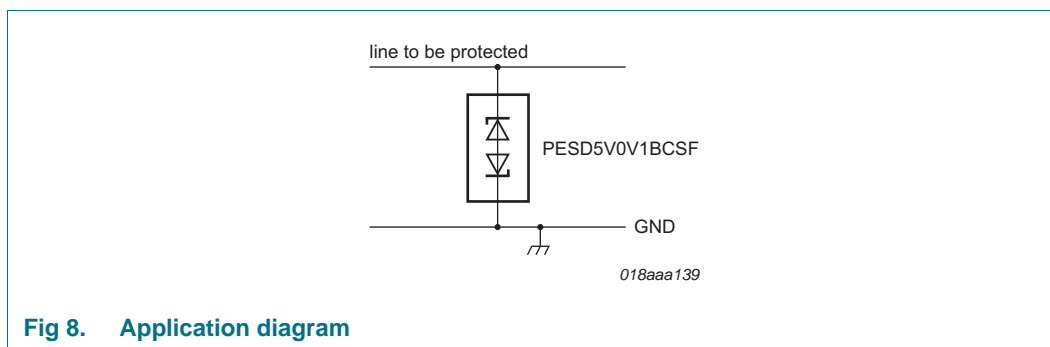 line to be protected
PESD5V0V1BCSF
GND
018aaa139
Fig 8. Application diagram